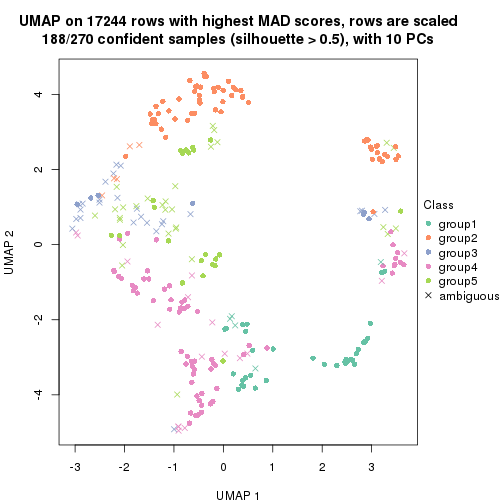 UMAP on 17244 rows with highest MAD scores, rows are scaled
188/270 confident samples (silhouette > 0.5), with 10 PCs
4
2
0
-2
-4
UMAP 2
-3
-2
-1
0
1
2
3
UMAP 1
Class
group1
group2
group3
group4
group5
ambiguous